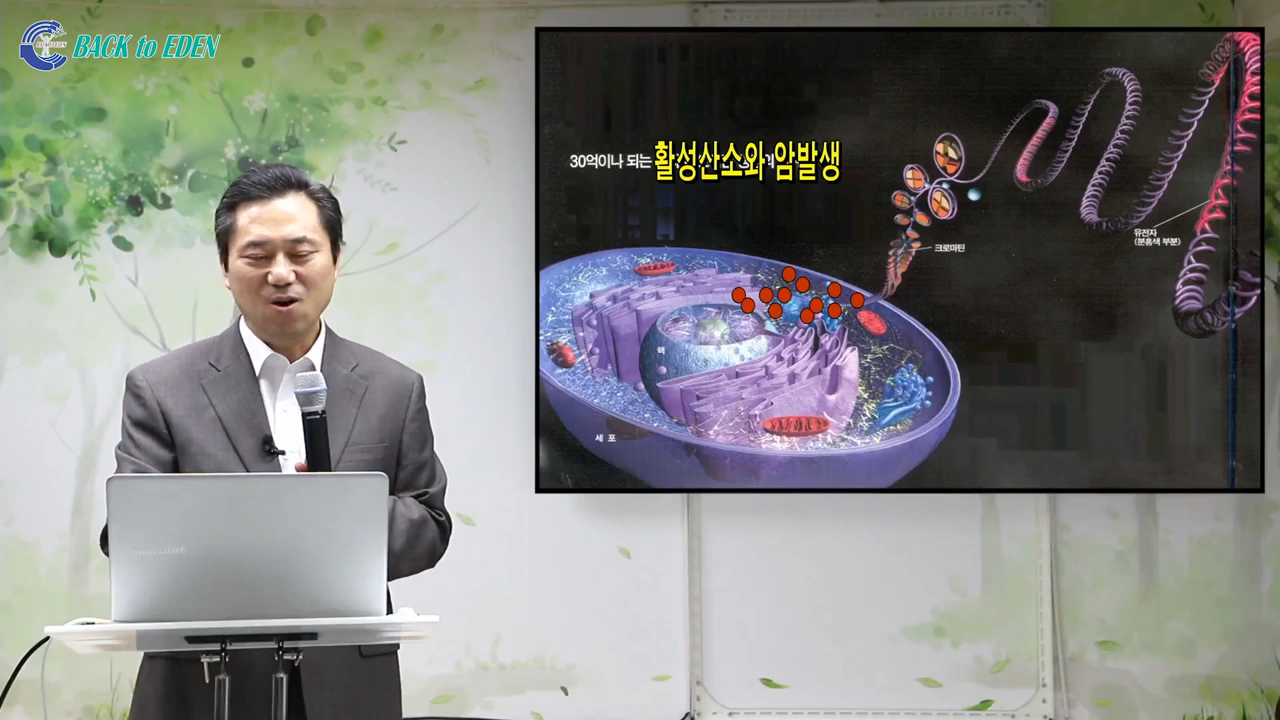 BACK to EDEN
30억이나 되는
활성산소와 암발생
크로마틴
유전자
(분홍색 부분)
핵
세 포
SAMSUNG